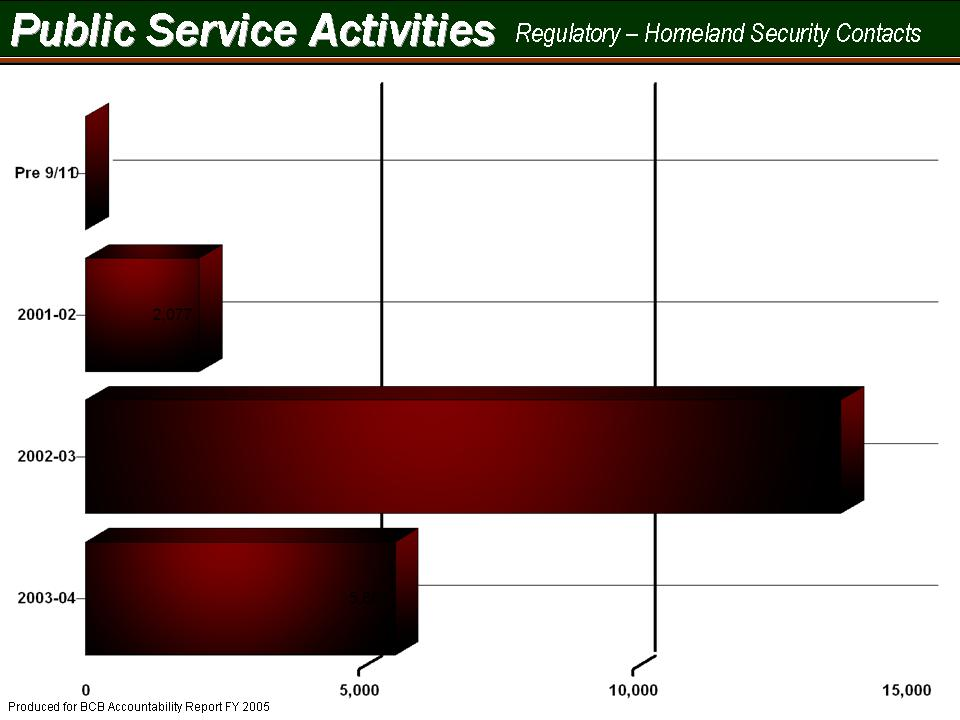 Public Service Activities Regulatory – Homeland Security Contacts
Pre 9/11
0
2001-02
2,077
2002-03
2003-04
0 5,000 10,000 15,000
Produced for BCB Accountability Report FY 2005